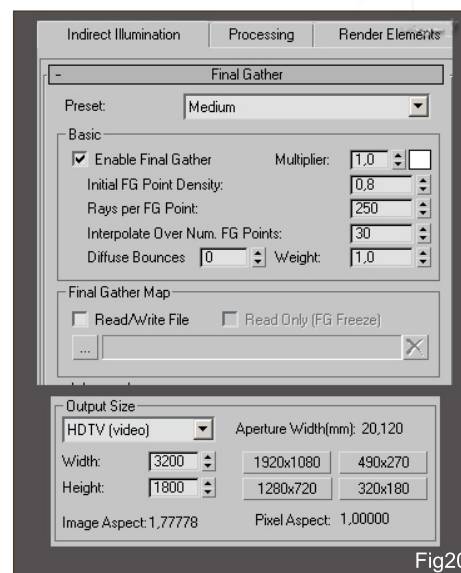 Indirect Illumination Processing Render Elements
- Final Gather
Preset: Medium
Basic
Enable Final Gather Multiplier: 1,0
Initial FG Point Density: 0,8
Rays per FG Point: 250
Interpolate Over Num. FG Points: 30
Diffuse Bounces 0 Weight: 1,0
Final Gather Map
Read/Write File Read Only (FG Freeze)
...
Output Size
HDTV (video) Aperture Width(mm): 20,120
Width: 3200 1920x1080 490x270
Height: 1800 1280x720 320x180
Image Aspect: 1,77778 Pixel Aspect: 1,00000